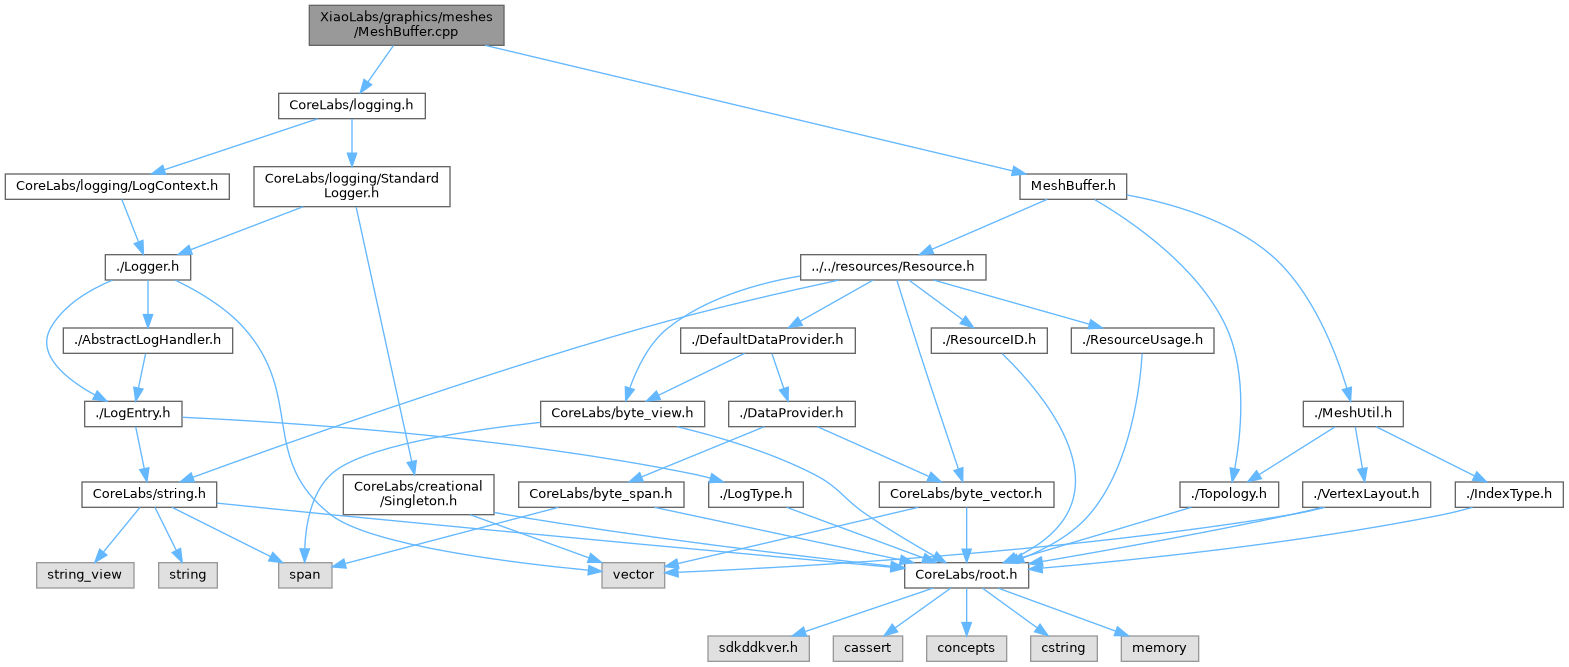 XiaoLabs/graphics/meshes
/MeshBuffer.cpp
CoreLabs/logging.h
CoreLabs/logging/LogContext.h
CoreLabs/logging/Standard
Logger.h
MeshBuffer.h
./Logger.h
../../resources/Resource.h
./AbstractLogHandler.h
./DefaultDataProvider.h
./ResourceID.h
./ResourceUsage.h
./LogEntry.h
CoreLabs/byte_view.h
./DataProvider.h
./MeshUtil.h
CoreLabs/string.h
CoreLabs/creational
/Singleton.h
CoreLabs/byte_span.h
./LogType.h
CoreLabs/byte_vector.h
./Topology.h
./VertexLayout.h
./IndexType.h
string_view
string
span
vector
CoreLabs/root.h
sdkddkver.h
cassert
concepts
cstring
memory